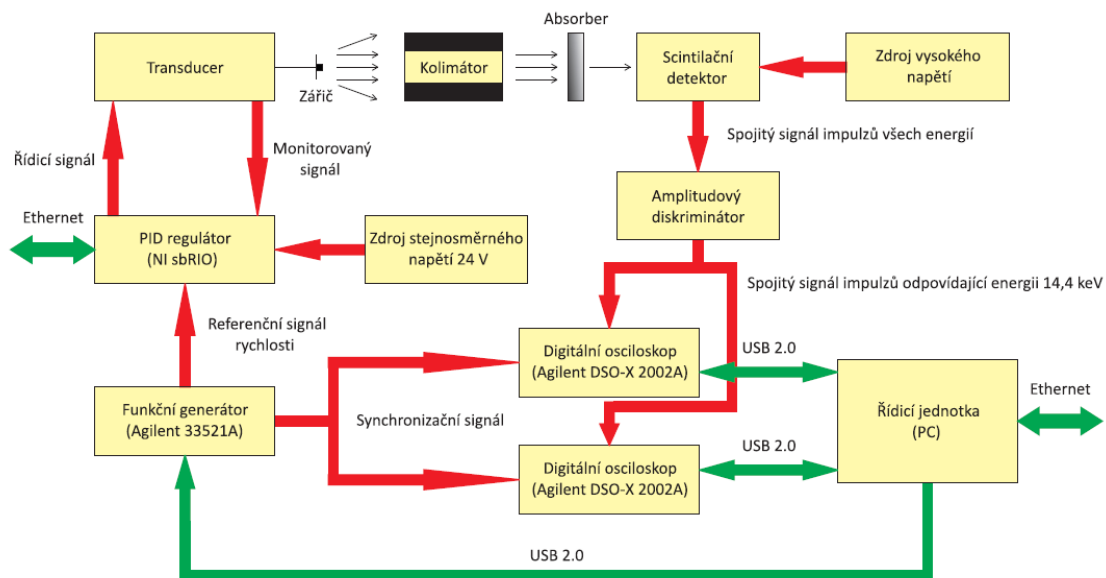 Absorber
Transducer
Kolimátor
Zářič
Scintilační
detektor
Zdroj vysokého
napětí
Řídicí signál
Monitorovaný
signál
Spojitý signál impulzů všech energií
Amplitudový
diskriminátor
Ethernet
PID regulátor
(NI sbRIO)
Zdroj stejnosměrného
napětí 24 V
Spojitý signál impulzů odpovídající energii 14,4 keV
Referenční signál
rychlosti
Digitální osciloskop
(Agilent DSO-X 2002A)
USB 2.0
Funkční generátor
(Agilent 33521A)
Synchronizační signál
Řídicí jednotka
(PC)
Ethernet
Digitální osciloskop
(Agilent DSO-X 2002A)
USB 2.0
USB 2.0